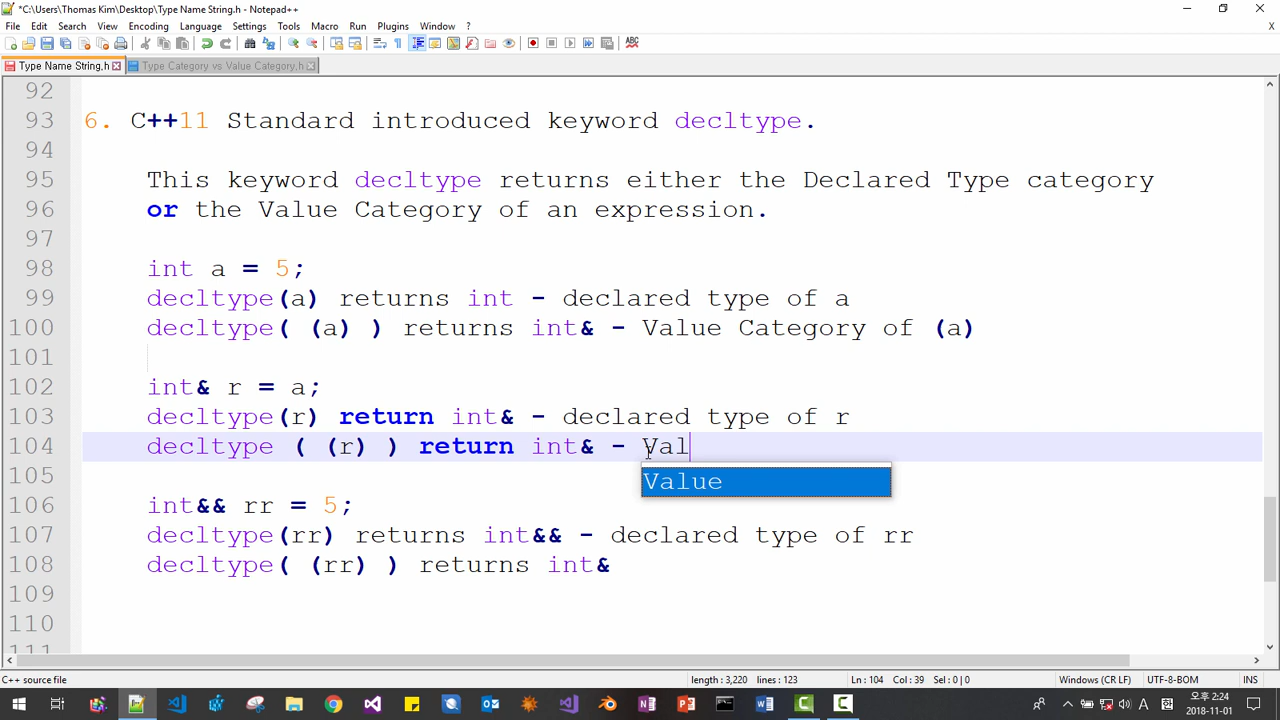 *C:\Users\Thomas Kim\Desktop\Type Name String.h - Notepad++
File Edit Search View Encoding Language Settings Tools Macro Run Plugins Window ?
Type Name String.h Type Category vs Value Category.h
92
93 6. C++11 Standard introduced keyword decltype.
94
95 This keyword decltype returns either the Declared Type category
96 or the Value Category of an expression.
97
98 int a = 5;
99 decltype(a) returns int - declared type of a
100 decltype( (a) ) returns int& - Value Category of (a)
101
102 int& r = a;
103 decltype(r) return int& - declared type of r
104 decltype ( (r) ) return int& - Val
Value
105
106 int&& rr = 5;
107 decltype(rr) returns int&& - declared type of rr
108 decltype( (rr) ) returns int&
109
110
111
C++ source file length : 3,220 lines : 123 Ln : 104 Col : 39 Sel : 0 | 0 Windows (CR LF) UTF-8-BOM INS
A 오후 2:24
2018-11-01